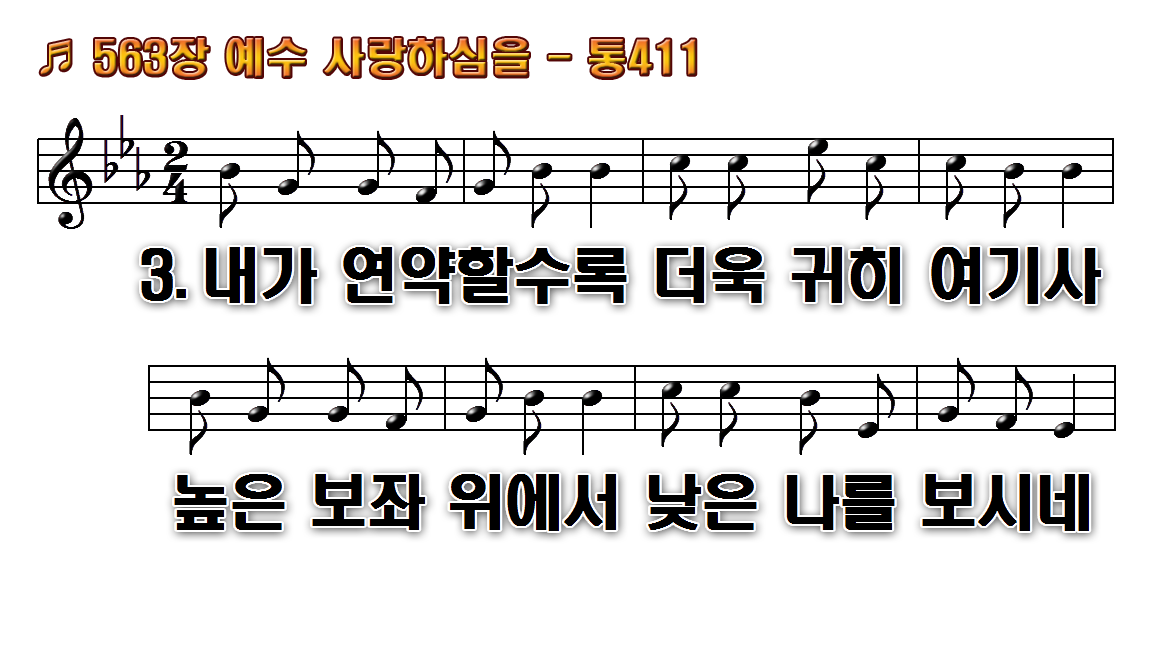 ♬ 563장 예수 사랑하심을 - 통411
2
4
3. 내가 연약할수록 더욱 귀히 여기사
높은 보좌 위에서 낮은 나를 보시네